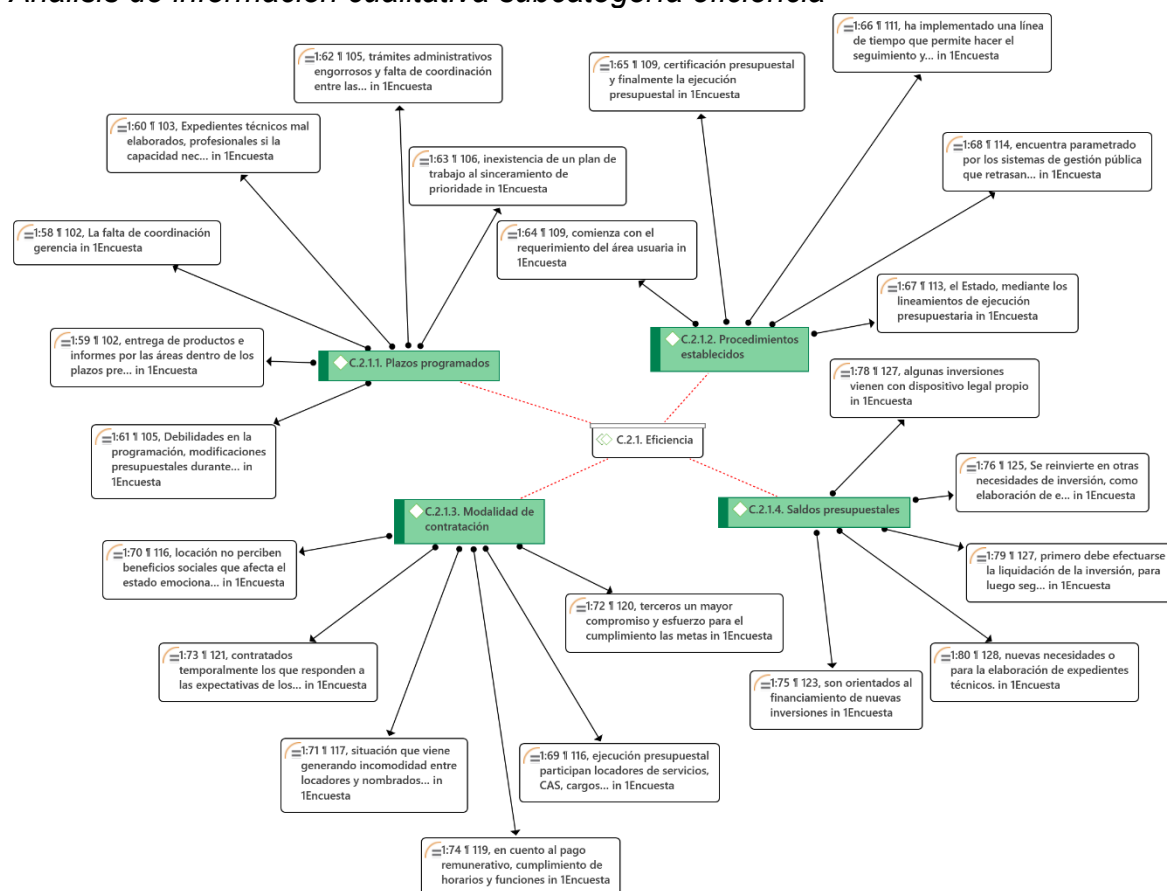 Análisis de información cualitativa subcategoría eficiencia
1:66 ¶ 111, ha implementado una línea
de tiempo que permite hacer el
seguimiento y... in 1Encuesta
1:62 ¶ 105, trámites administrativos
engorrosos y falta de coordinación
entre las... in 1Encuesta
1:65 ¶ 109, certificación presupuestal
y finalmente la ejecución
presupuestal in 1Encuesta
1:60 ¶ 103, Expedientes técnicos mal
elaborados, profesionales si la
capacidad nec... in 1Encuesta
1:63 ¶ 106, inexistencia de un plan de
trabajo al sinceramiento de
prioridade in 1Encuesta
1:68 ¶ 114, encuentra parametrado
por los sistemas de gestión pública
que retrasan... in 1Encuesta
1:58 ¶ 102, La falta de coordinación
gerencia in 1Encuesta
1:64 ¶ 109, comienza con el
requerimiento del área usuaria in
1Encuesta
1:67 ¶ 113, el Estado, mediante los
lineamientos de ejecución
presupuestaria in 1Encuesta
1:59 ¶ 102, entrega de productos e
informes por las áreas dentro de los
plazos pre... in 1Encuesta
C.2.1.1. Plazos programados
C.2.1.2. Procedimientos
establecidos
1:78 ¶ 127, algunas inversiones
vienen con dispositivo legal propio
in 1Encuesta
1:61 ¶ 105, Debilidades en la
programación, modificaciones
presupuestales durante... in
1Encuesta
C.2.1. Eficiencia
1:76 ¶ 125, Se reinvierte en otras
necesidades de inversión, como
elaboración de e... in 1Encuesta
C.2.1.3. Modalidad de
contratación
C.2.1.4. Saldos presupuestales
1:70 ¶ 116, locación no perciben
beneficios sociales que afecta el
estado emociona... in 1Encuesta
1:79 ¶ 127, primero debe efectuarse
la liquidación de la inversión, para
luego seg... in 1Encuesta
1:72 ¶ 120, terceros un mayor
compromiso y esfuerzo para el
cumplimiento las metas in 1Encuesta
1:73 ¶ 121, contratados
temporalmente los que responden a
las expectativas de los... in
1Encuesta
1:80 ¶ 128, nuevas necesidades o
para la elaboración de expedientes
técnicos. in 1Encuesta
1:75 ¶ 123, son orientados al
financiamiento de nuevas
inversiones in 1Encuesta
1:71 ¶ 117, situación que viene
generando incomodidad entre
locadores y nombrados... in
1Encuesta
1:69 ¶ 116, ejecución presupuestal
participan locadores de servicios,
CAS, cargos... in 1Encuesta
1:74 ¶ 119, en cuento al pago
remunerativo, cumplimiento de
horarios y funciones in 1Encuesta